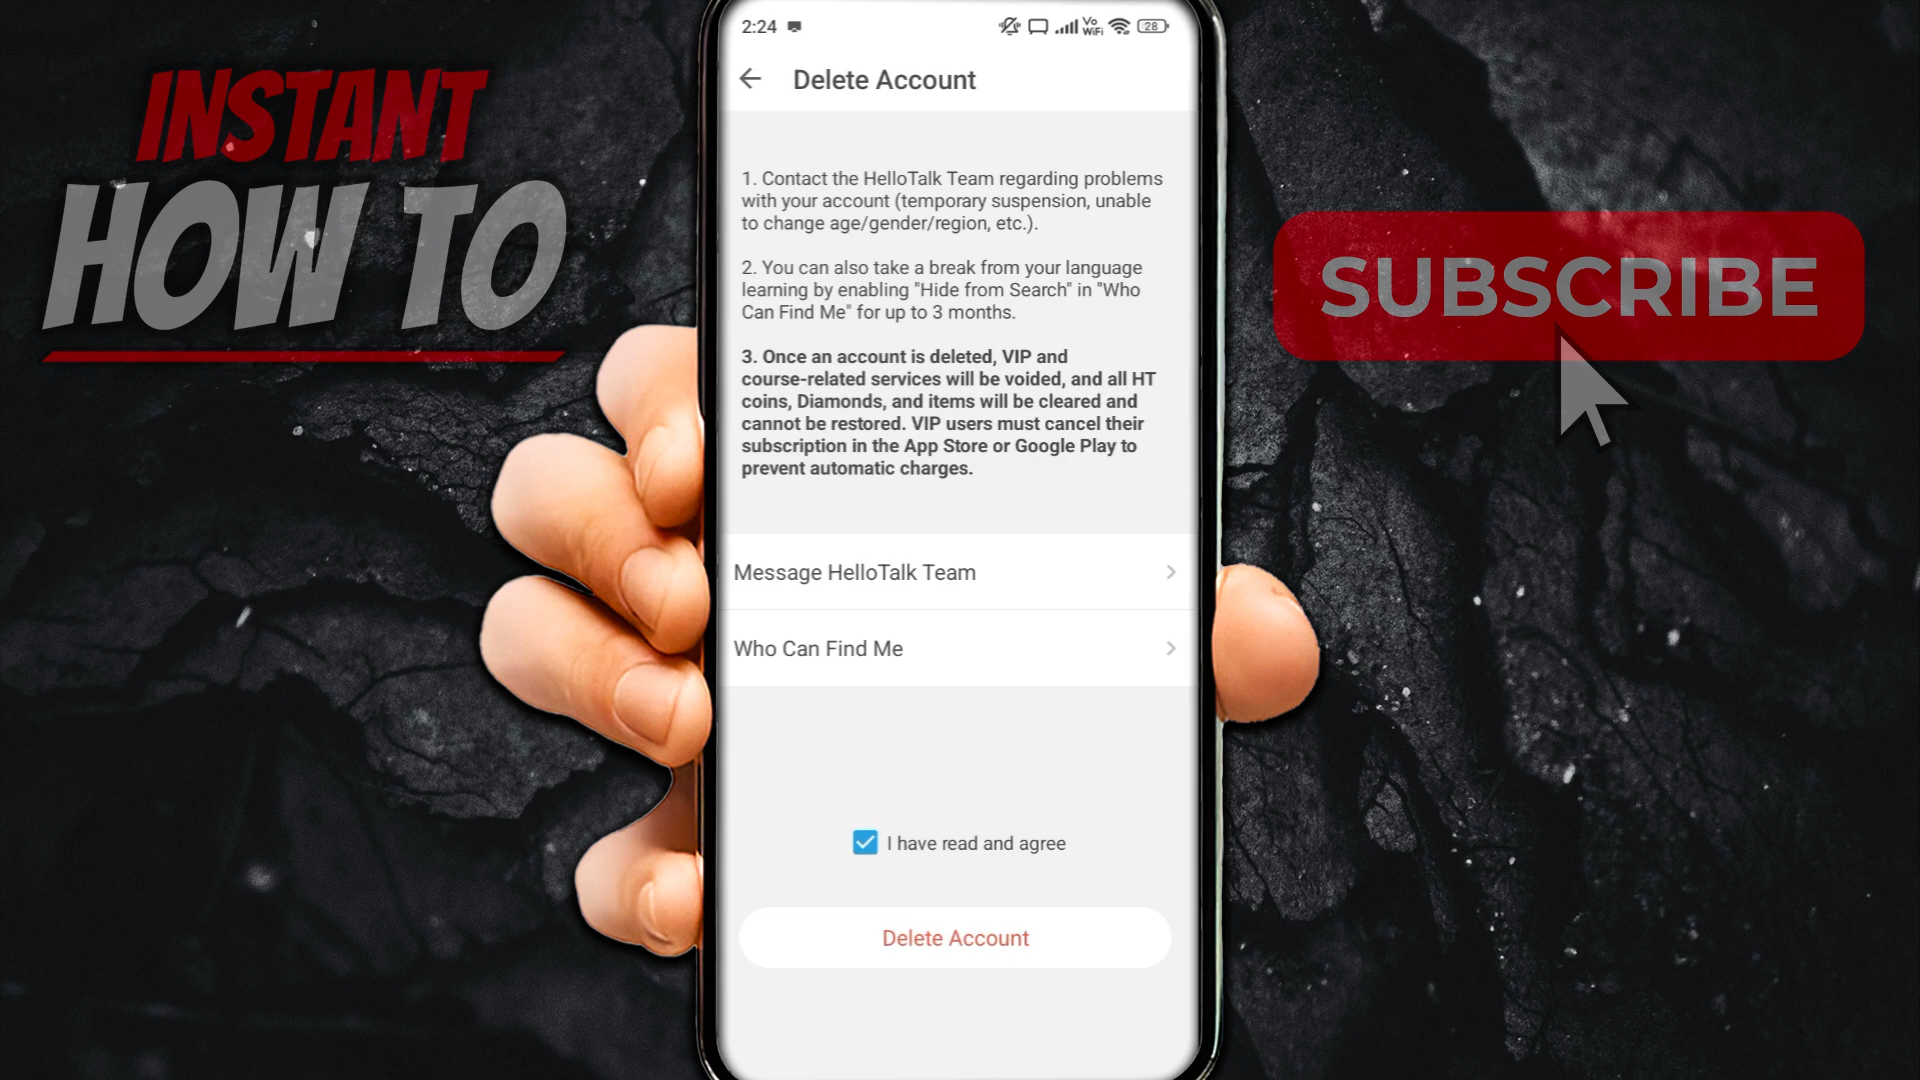 INSTANT
HOW TO
2:24
Vo
WiFi
28
Delete Account
1. Contact the HelloTalk Team regarding problems
with your account (temporary suspension, unable
to change age/gender/region, etc.).
2. You can also take a break from your language
learning by enabling "Hide from Search" in "Who
Can Find Me" for up to 3 months.
3. Once an account is deleted, VIP and
course-related services will be voided, and all HT
coins, Diamonds, and items will be cleared and
cannot be restored. VIP users must cancel their
subscription in the App Store or Google Play to
prevent automatic charges.
Message HelloTalk Team
Who Can Find Me
I have read and agree
Delete Account
SUBSCRIBE